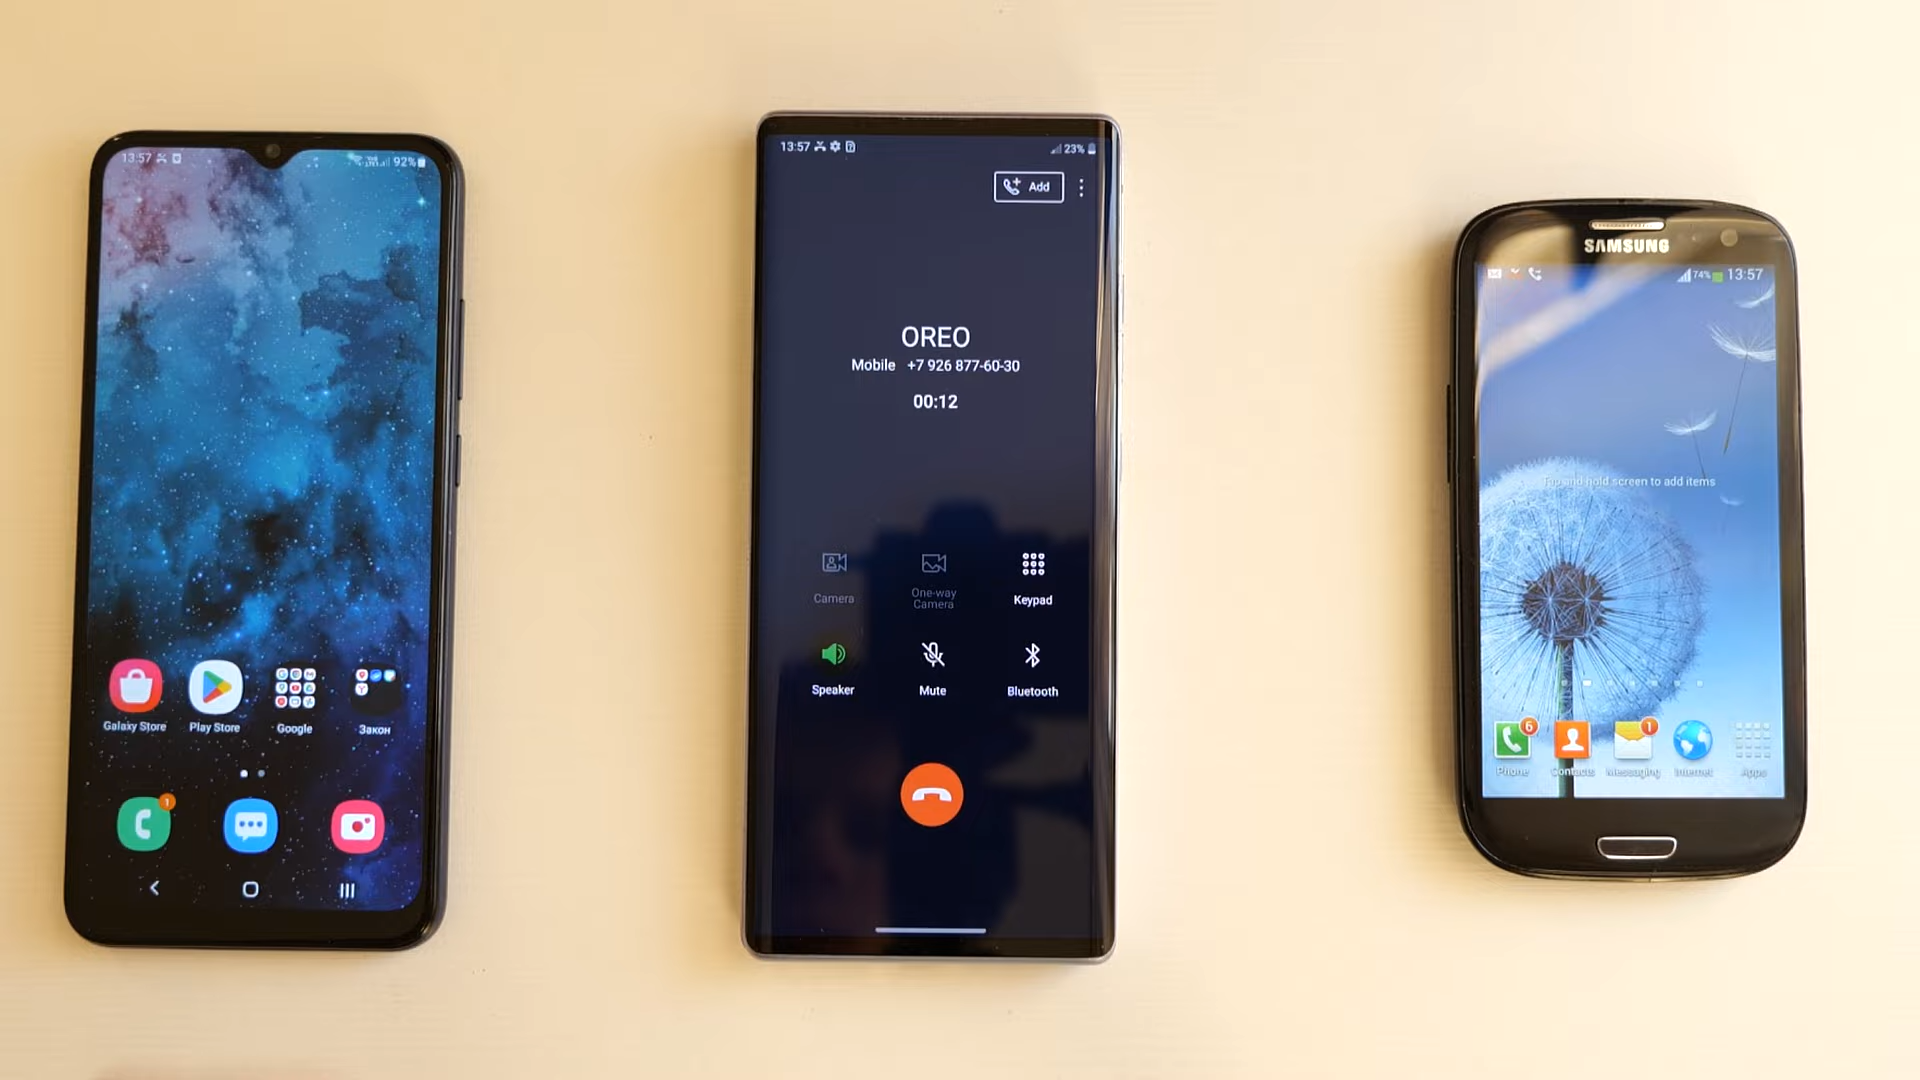 13:57
92%
Galaxy Store
Play Store
Google
Закон
1
13:57
23%
Add
OREO
Mobile +7 926 877-60-30
00:12
Camera
One-way
Camera
Keypad
Speaker
Mute
Bluetooth
SAMSUNG
74%
13:57
Tap and hold screen to add items
6
1
Phone
Contacts
Messaging
Internet
Apps